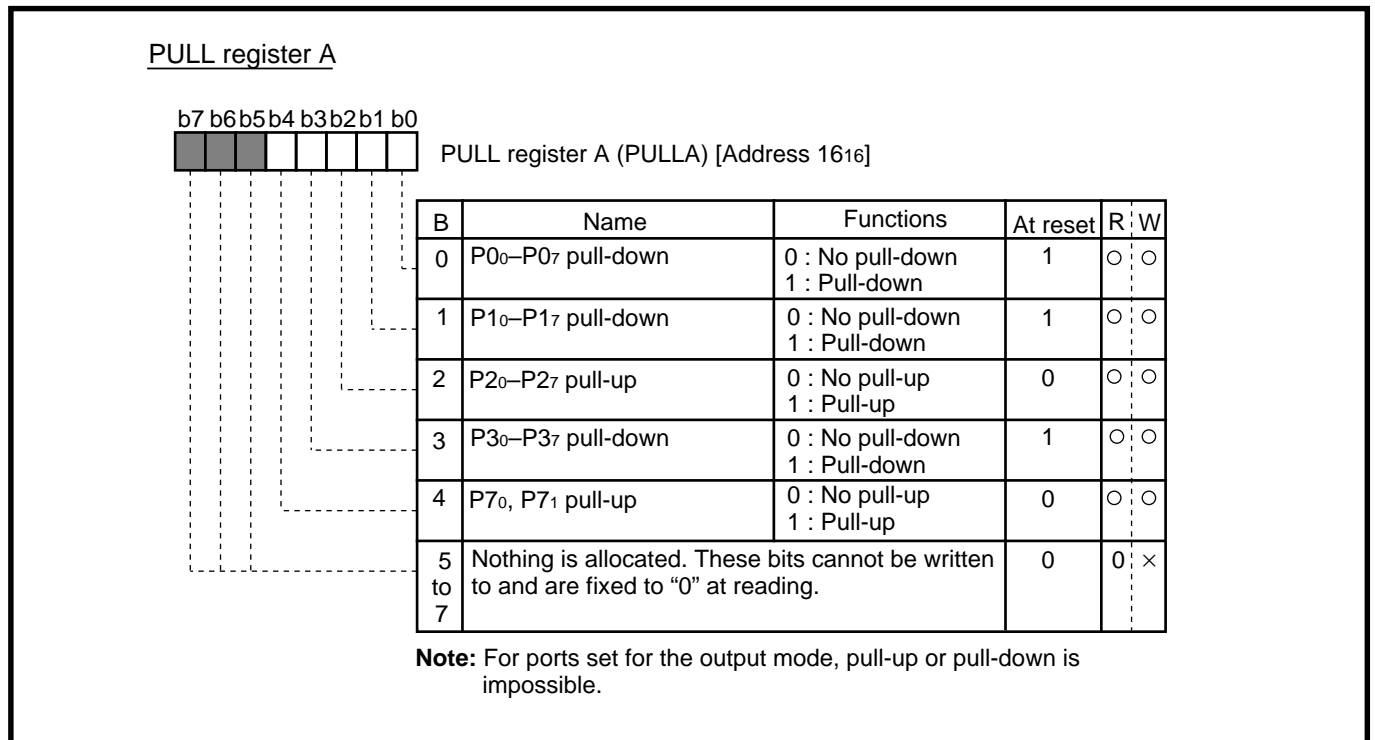 PULL register A
b7 b6 b5 b4 b3 b2 b1 b0
PULL register A (PULLA) [Address 1616]
B Name Functions At reset R W
0 P00–P07 pull-down 0 : No pull-down 1 ○ ○
1 : Pull-down
1 P10–P17 pull-down 0 : No pull-down 1 ○ ○
1 : Pull-down
2 P20–P27 pull-up 0 : No pull-up 0 ○ ○
1 : Pull-up
3 P30–P37 pull-down 0 : No pull-down 1 ○ ○
1 : Pull-down
4 P70, P71 pull-up 0 : No pull-up 0 ○ ○
1 : Pull-up
5 Nothing is allocated. These bits cannot be written 0 0 ×
to to and are fixed to “0” at reading.
7
Note: For ports set for the output mode, pull-up or pull-down is
impossible.